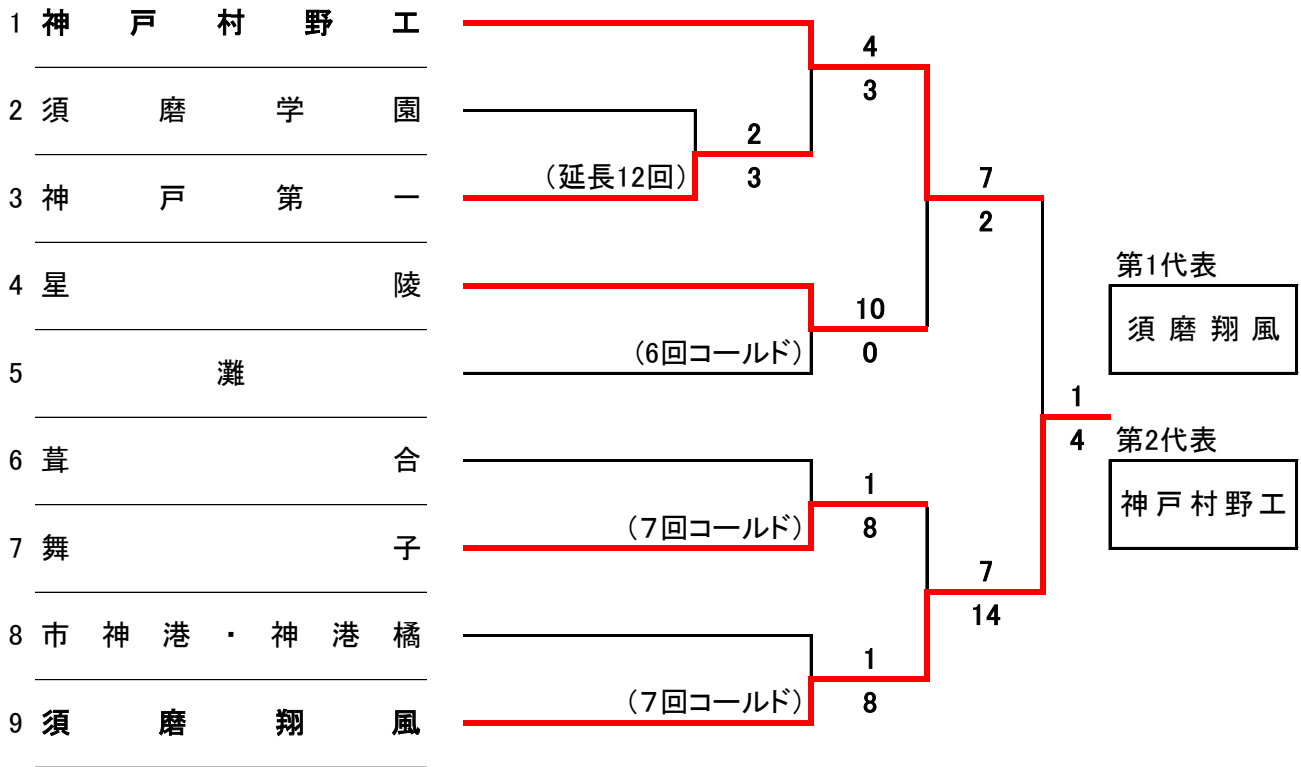 1 神戸村野工
4
3
2 須磨学園
2
(延長12回)
3
3 神戸第一
7
2
4 星陵
第1代表
10
須磨翔風
(6回コールド)
0
5 灘
1
4
第2代表
6 葺合
1
神戸村野工
(7回コールド)
8
7 舞子
7
14
8 市神港・神港橘
1
(7回コールド)
8
9 須磨翔風